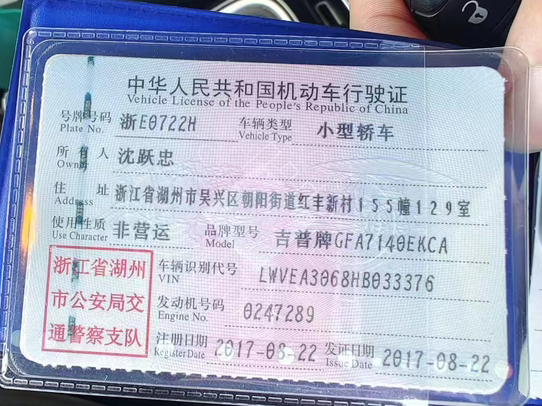 中华人民共和国机动车行驶证
Vehicle License of the People's Republic of China
号牌号码 浙E0722H 车辆类型 小型轿车
Plate No. Vehicle Type
所有人 沈跃忠
Owner
住址 浙江省湖州市吴兴区朝阳街道红丰新村155幢129室
Address
使用性质 非营运 品牌型号 吉普牌GFA7140EKCA
Use Character Model
浙江省湖州
市公安局交
通警察支队
车辆识别代号 LWVEA3068HB033376
VIN
发动机号码 0247289
Engine No.
注册日期 2017-08-22 发证日期 2017-08-22
Register Date Issue Date